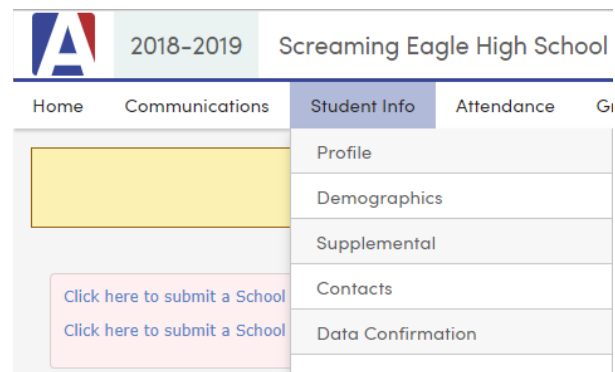 2018-2019 Screaming Eagle High School
Home Communications Student Info Attendance
Profile
Demographics
Supplemental
Contacts
Click here to submit a School
Click here to submit a School
Data Confirmation